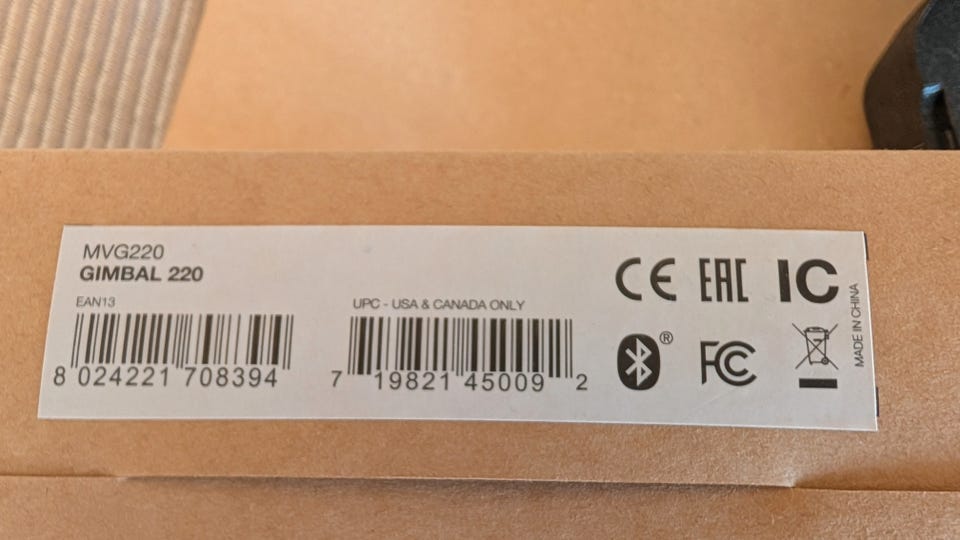 MVG220
GIMBAL 220
EAN13
8 024221 708394
UPC - USA & CANADA ONLY
7 19821 45009 2
CE EAC IC
®
FC
MADE IN CHINA